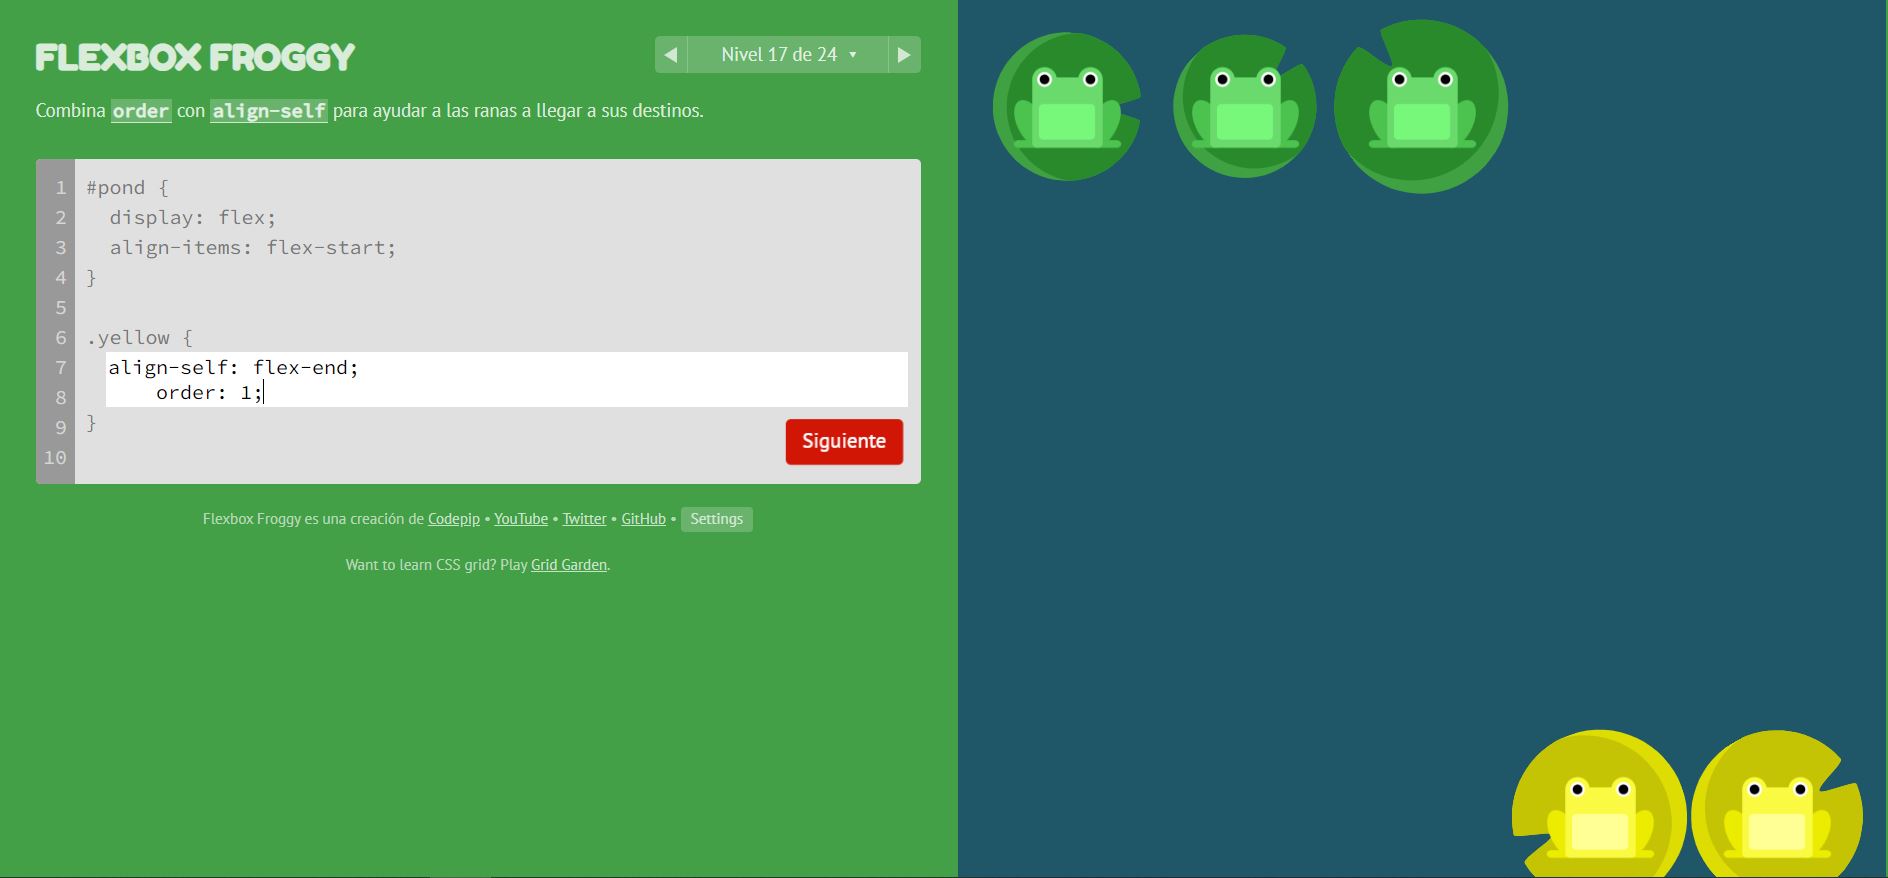 FLEXBOX FROGGY
◀ Nivel 17 de 24 ▾ ▶
Combina order con align-self para ayudar a las ranas a llegar a sus destinos.
1 #pond {
2 display: flex;
3 align-items: flex-start;
4 }
5
6 .yellow {
7 align-self: flex-end;
8 order: 1;
9 }
10
Siguiente
Flexbox Froggy es una creación de Codepip • YouTube • Twitter • GitHub • Settings
Want to learn CSS grid? Play Grid Garden.